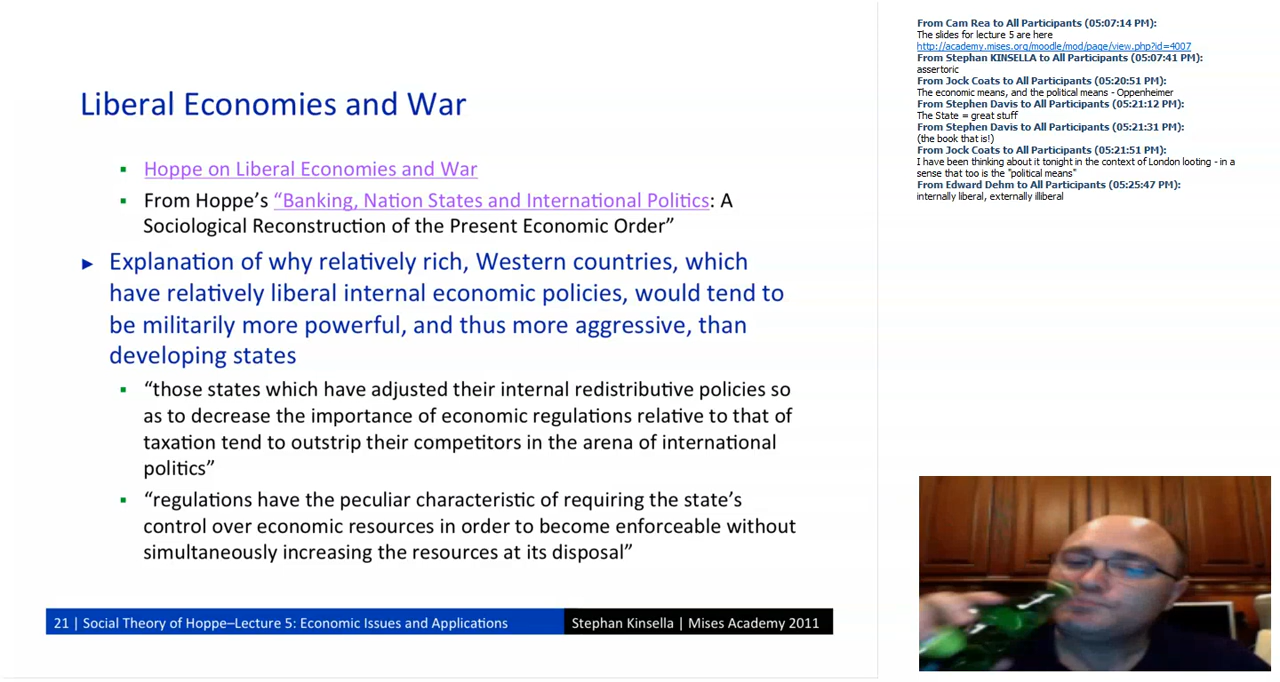 Liberal Economies and War
▪ Hoppe on Liberal Economies and War
▪ From Hoppe’s “Banking, Nation States and International Politics: A
Sociological Reconstruction of the Present Economic Order”
► Explanation of why relatively rich, Western countries, which
have relatively liberal internal economic policies, would tend to
be militarily more powerful, and thus more aggressive, than
developing states
▪ “those states which have adjusted their internal redistributive policies so
as to decrease the importance of economic regulations relative to that of
taxation tend to outstrip their competitors in the arena of international
politics”
▪ “regulations have the peculiar characteristic of requiring the state’s
control over economic resources in order to become enforceable without
simultaneously increasing the resources at its disposal”
21 | Social Theory of Hoppe–Lecture 5: Economic Issues and Applications
Stephan Kinsella | Mises Academy 2011
From Cam Rea to All Participants (05:07:14 PM):
The slides for lecture 5 are here
http://academy.mises.org/moodle/mod/page/view.php?id=4007
From Stephan KINSELLA to All Participants (05:07:41 PM):
assertoric
From Jock Coats to All Participants (05:20:51 PM):
The economic means, and the political means - Oppenheimer
From Stephen Davis to All Participants (05:21:12 PM):
The State = great stuff
From Stephen Davis to All Participants (05:21:31 PM):
(the book that is!)
From Jock Coats to All Participants (05:21:51 PM):
I have been thinking about it tonight in the context of London looting - in a
sense that too is the "political means"
From Edward Dehm to All Participants (05:25:47 PM):
internally liberal, externally illiberal